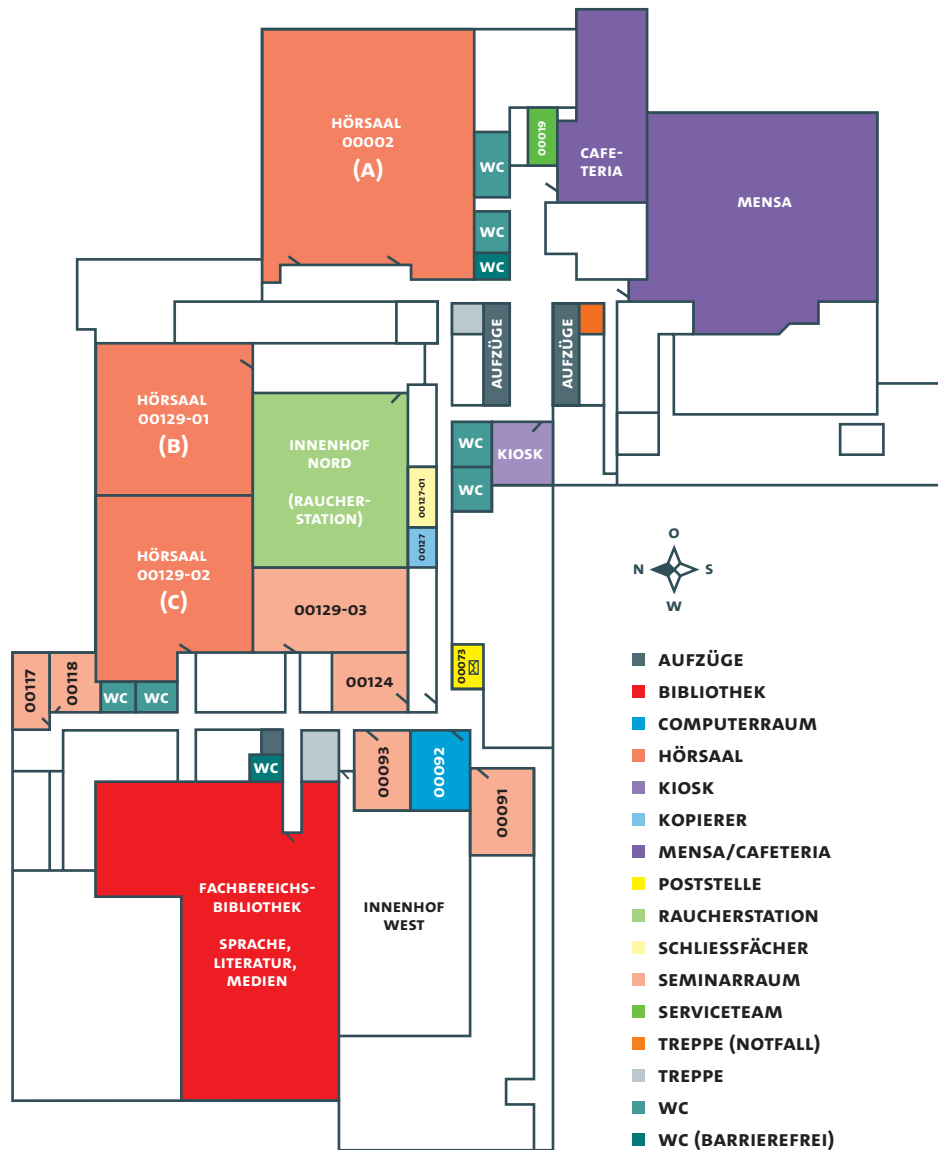 HÖRSAAL
00002
(A)
WC
00019
CAFE-
TERIA
MENSA
WC
WC
AUFZÜGE
AUFZÜGE
HÖRSAAL
00129-01
(B)
INNENHOF
NORD
(RAUCHER-
STATION)
WC
KIOSK
WC
00127-01
00127
HÖRSAAL
00129-02
(C)
00129-03
O
N
S
W
00117
00118
WC
WC
00124
00073
WC
00093
00092
00091
FACHBEREICHS-
BIBLIOTHEK
SPRACHE,
LITERATUR,
MEDIEN
INNENHOF
WEST
AUFZÜGE
BIBLIOTHEK
COMPUTERRAUM
HÖRSAAL
KIOSK
KOPIERER
MENSA/CAFETERIA
POSTSTELLE
RAUCHERSTATION
SCHLIESSFÄCHER
SEMINARRAUM
SERVICETEAM
TREPPE (NOTFALL)
TREPPE
WC
WC (BARRIEREFREI)